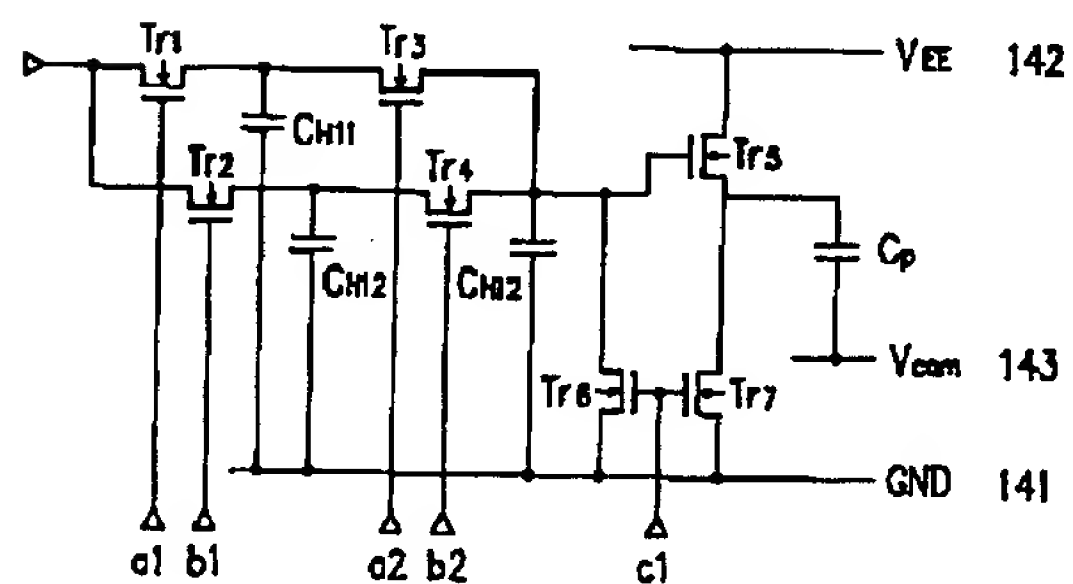 Tr1
Tr3
VEE 142
CH11
Tr2
Tr4
Tr5
CH12
CH32
Cp
Vcom 143
Tr6
Tr7
GND 141
a1 b1 a2 b2 c1